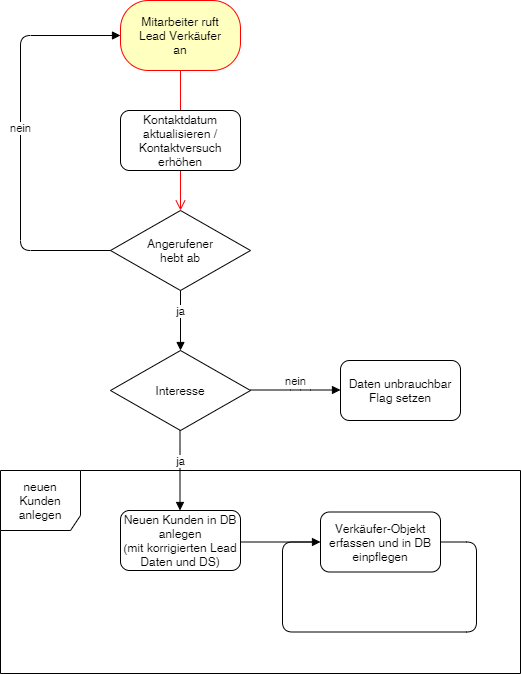 Mitarbeiter ruft
Lead Verkäufer
an
nein
Kontaktdatum
aktualisieren /
Kontaktversuch
erhöhen
Angerufener
hebt ab
ja
Interesse
nein
Daten unbrauchbar
Flag setzen
ja
neuen
Kunden
anlegen
Neuen Kunden in DB
anlegen
(mit korrigierten Lead
Daten und DS)
Verkäufer-Objekt
erfassen und in DB
einpflegen